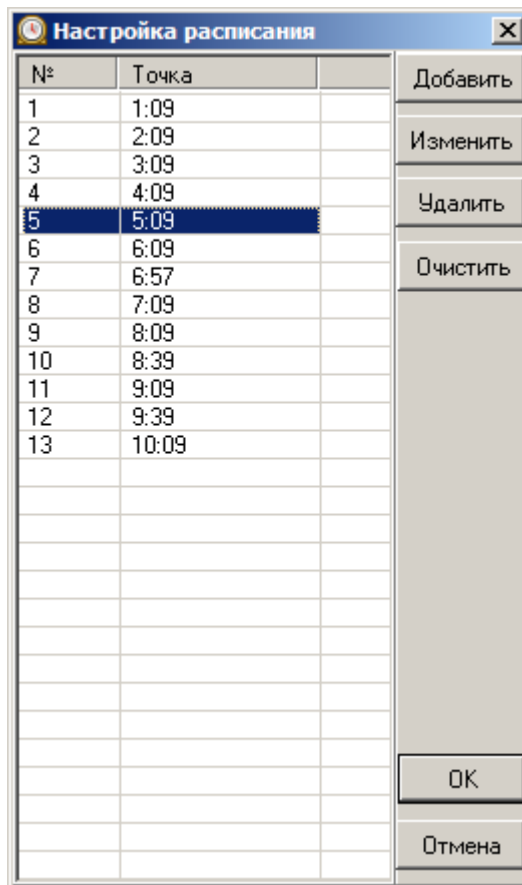 Настройка расписания
№ Точка
1 1:09
2 2:09
3 3:09
4 4:09
5 5:09
6 6:09
7 6:57
8 7:09
9 8:09
10 8:39
11 9:09
12 9:39
13 10:09
Добавить
Изменить
Удалить
Очистить
OK
Отмена